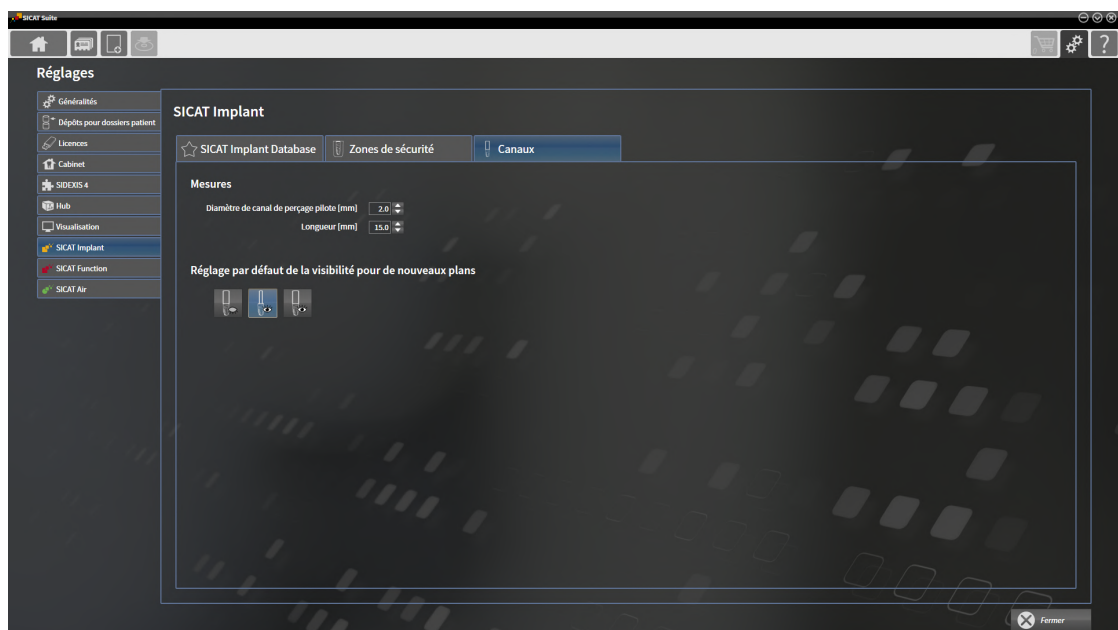 SICAT Suite
?
Réglages
Généralités
Dépôts pour dossiers patient
Licences
Cabinet
SIDEXIS 4
Hub
Visualisation
SICAT Implant
SICAT Function
SICAT Air
SICAT Implant
SICAT Implant Database
Zones de sécurité
Canaux
Mesures
Diamètre de canal de perçage pilote [mm] 2.0
Longueur [mm] 15.0
Réglage par défaut de la visibilité pour de nouveaux plans
Fermer